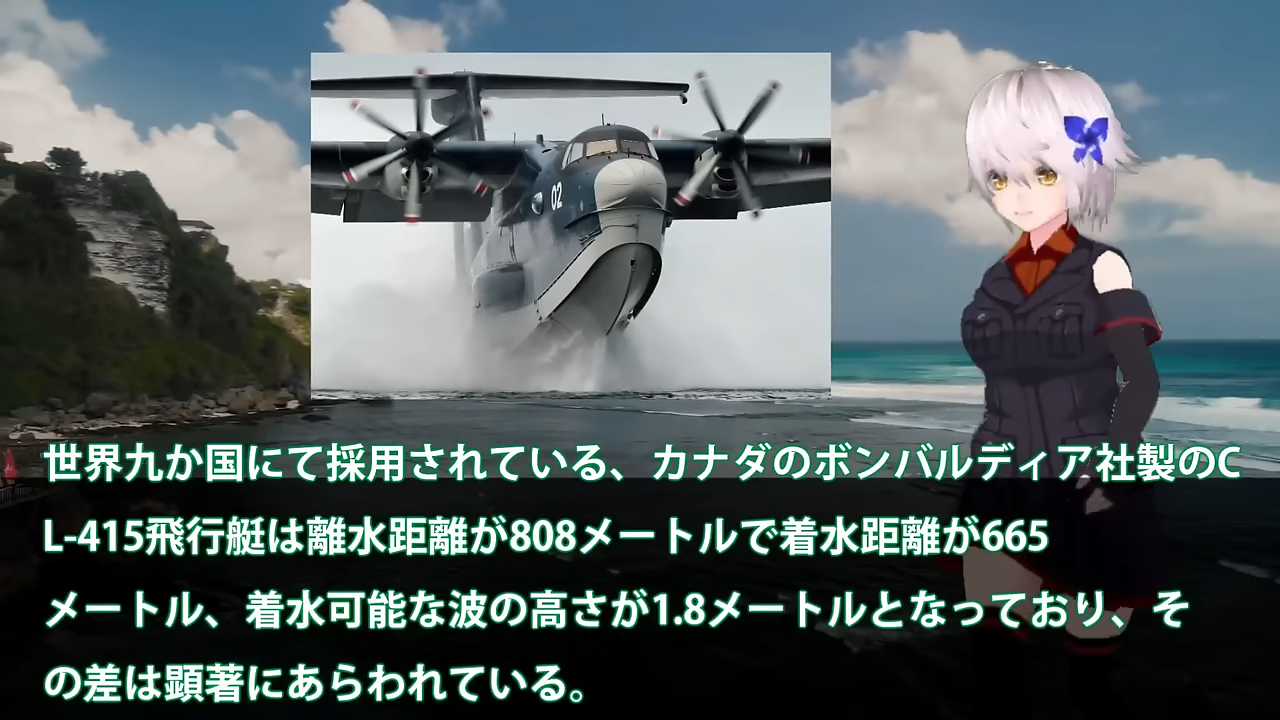 02
世界九か国にて採用されている、カナダのボンバルディア社製のC
L-415飛行艇は離水距離が808メートルで着水距離が665
メートル、着水可能な波の高さが1.8メートルとなっており、そ
の差は顕著にあらわれている。